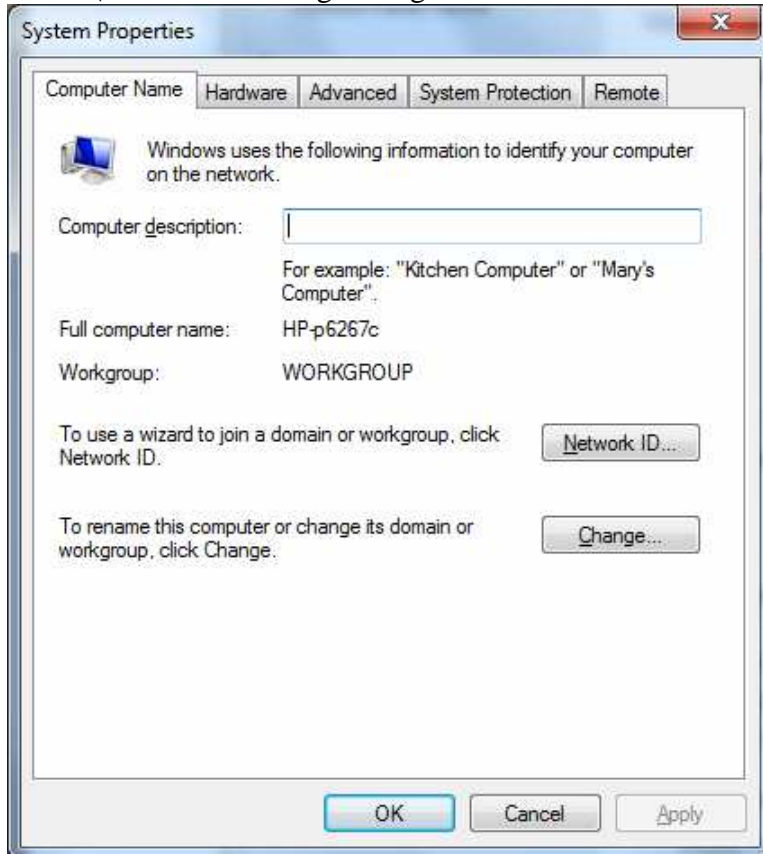 System Properties
Computer Name Hardware Advanced System Protection Remote
Windows uses the following information to identify your computer
on the network.
Computer description:
For example: "Kitchen Computer" or "Mary's
Computer".
Full computer name: HP-p6267c
Workgroup: WORKGROUP
To use a wizard to join a domain or workgroup, click
Network ID.
Network ID...
To rename this computer or change its domain or
workgroup, click Change.
Change...
OK Cancel Apply